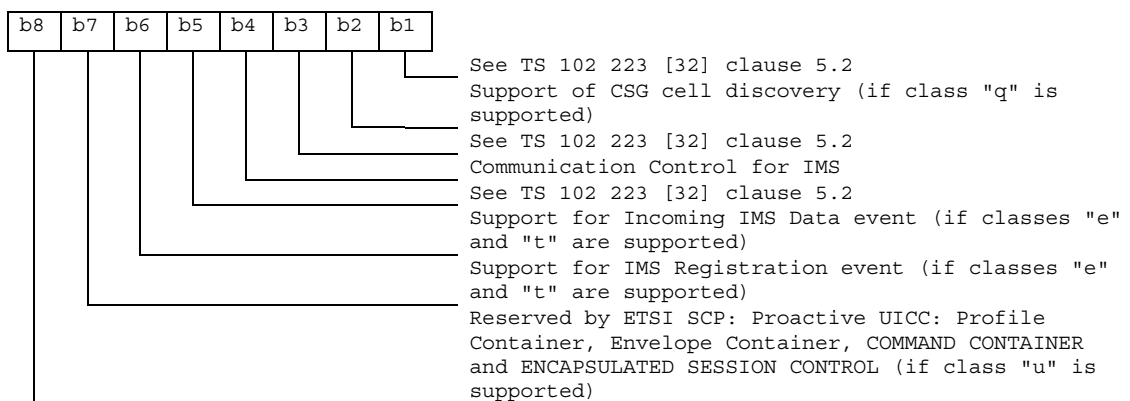 b8 b7 b6 b5 b4 b3 b2 b1
See TS 102 223 [32] clause 5.2
Support of CSG cell discovery (if class "q" is
supported)
See TS 102 223 [32] clause 5.2
Communication Control for IMS
See TS 102 223 [32] clause 5.2
Support for Incoming IMS Data event (if classes "e"
and "t" are supported)
Support for IMS Registration event (if classes "e"
and "t" are supported)
Reserved by ETSI SCP: Proactive UICC: Profile
Container, Envelope Container, COMMAND CONTAINER
and ENCAPSULATED SESSION CONTROL (if class "u" is
supported)